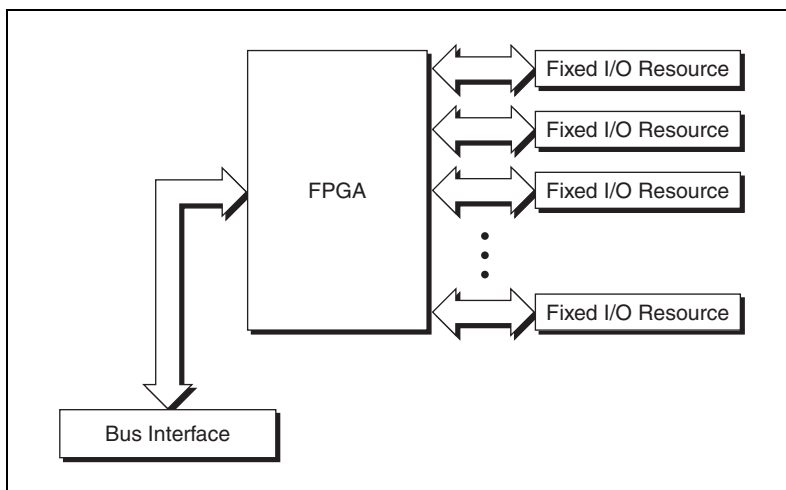 Fixed I/O Resource
Fixed I/O Resource
FPGA
Fixed I/O Resource
Fixed I/O Resource
Bus Interface